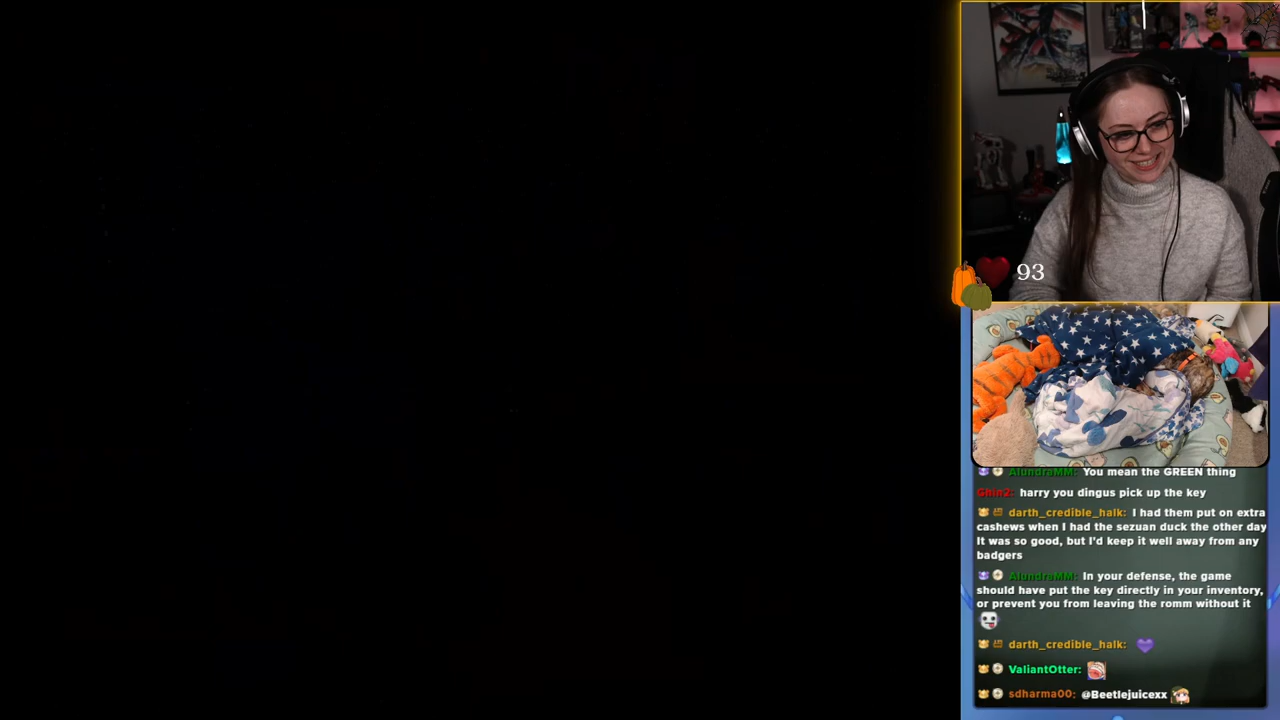 93
AlundraMM: You mean the GREEN thing
Ghin2: harry you dingus pick up the key
darth_credible_halk: I had them put on extra
cashews when I had the sezuan duck the other day
It was so good, but I'd keep it well away from any
badgers
AlundraMM: In your defense, the game
should have put the key directly in your inventory,
or prevent you from leaving the romm without it
darth_credible_halk:
ValiantOtter:
sdharma00: @Beetlejuicexx